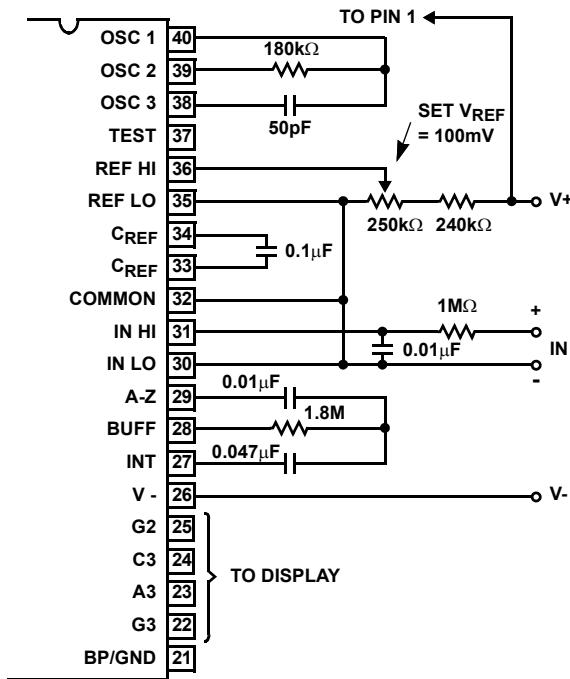 TO PIN 1
OSC 1 40
180kΩ
OSC 2 39
OSC 3 38
50pF
SET VREF
= 100mV
TEST 37
REF HI 36
REF LO 35
V+
250kΩ 240kΩ
CREF 34
0.1µF
CREF 33
COMMON 32
1MΩ
+
IN HI 31
0.01µF
IN
IN LO 30
-
0.01µF
A-Z 29
1.8M
BUFF 28
0.047µF
INT 27
V - 26
V-
G2 25
C3 24
TO DISPLAY
A3 23
G3 22
BP/GND 21